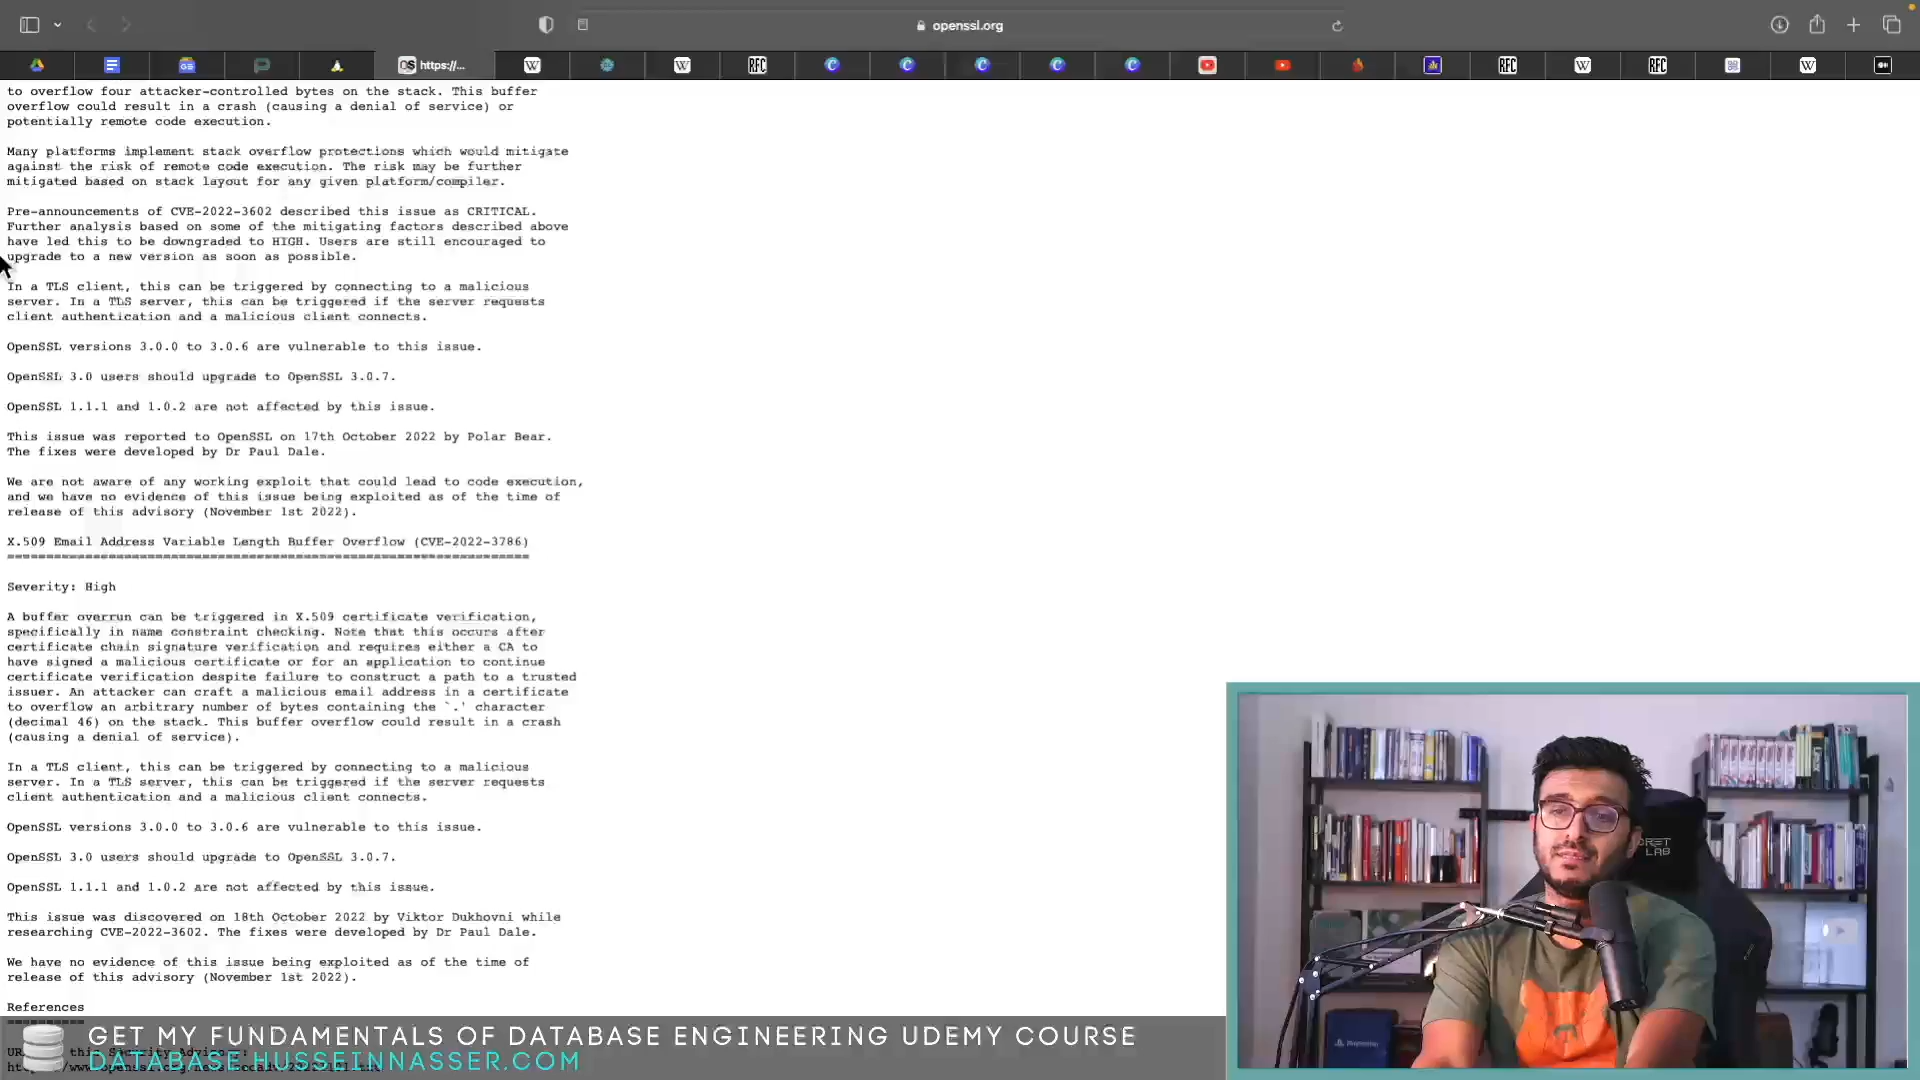 openssl.org
https://...
to overflow four attacker-controlled bytes on the stack. This buffer
overflow could result in a crash (causing a denial of service) or
potentially remote code execution.
Many platforms implement stack overflow protections which would mitigate
against the risk of remote code execution. The risk may be further
mitigated based on stack layout for any given platform/compiler.
Pre-announcements of CVE-2022-3602 described this issue as CRITICAL.
Further analysis based on some of the mitigating factors described above
have led this to be downgraded to HIGH. Users are still encouraged to
upgrade to a new version as soon as possible.
In a TLS client, this can be triggered by connecting to a malicious
server. In a TLS server, this can be triggered if the server requests
client authentication and a malicious client connects.
OpenSSL versions 3.0.0 to 3.0.6 are vulnerable to this issue.
OpenSSL 3.0 users should upgrade to OpenSSL 3.0.7.
OpenSSL 1.1.1 and 1.0.2 are not affected by this issue.
This issue was reported to OpenSSL on 17th October 2022 by Polar Bear.
The fixes were developed by Dr Paul Dale.
We are not aware of any working exploit that could lead to code execution,
and we have no evidence of this issue being exploited as of the time of
release of this advisory (November 1st 2022).
X.509 Email Address Variable Length Buffer Overflow (CVE-2022-3786)
===================================================================
Severity: High
A buffer overrun can be triggered in X.509 certificate verification,
specifically in name constraint checking. Note that this occurs after
certificate chain signature verification and requires either a CA to
have signed a malicious certificate or for an application to continue
certificate verification despite failure to construct a path to a trusted
issuer. An attacker can craft a malicious email address in a certificate
to overflow an arbitrary number of bytes containing the `.' character
(decimal 46) on the stack. This buffer overflow could result in a crash
(causing a denial of service).
In a TLS client, this can be triggered by connecting to a malicious
server. In a TLS server, this can be triggered if the server requests
client authentication and a malicious client connects.
OpenSSL versions 3.0.0 to 3.0.6 are vulnerable to this issue.
OpenSSL 3.0 users should upgrade to OpenSSL 3.0.7.
OpenSSL 1.1.1 and 1.0.2 are not affected by this issue.
This issue was discovered on 18th October 2022 by Viktor Dukhovni while
researching CVE-2022-3602. The fixes were developed by Dr Paul Dale.
We have no evidence of this issue being exploited as of the time of
release of this advisory (November 1st 2022).
References
GET MY FUNDAMENTALS OF DATABASE ENGINEERING UDEMY COURSE
DATABASE.HUSSEINNASSER.COM